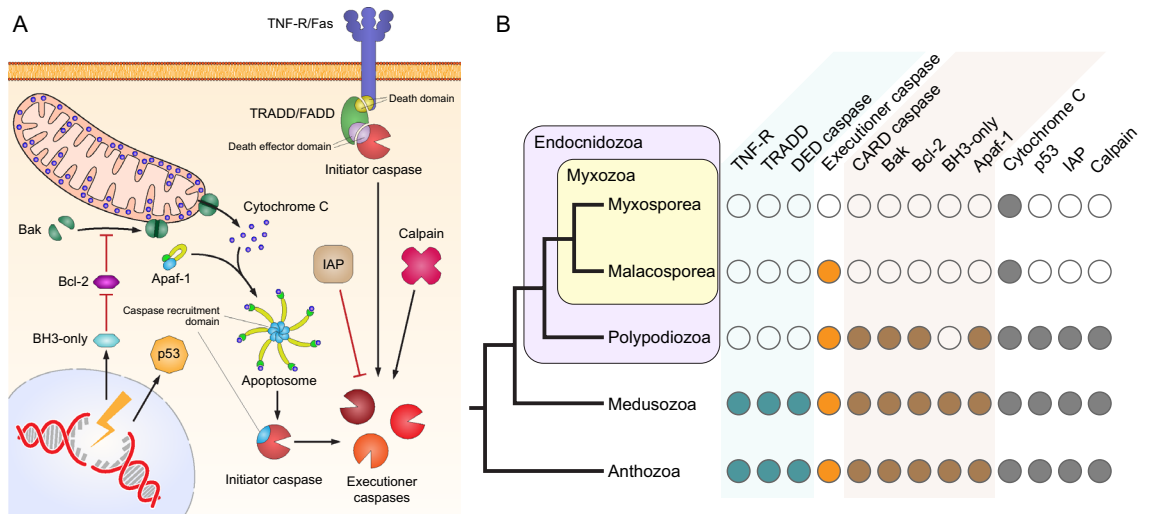 A
TNF-R/Fas
TRADD/FADD
Death domain
Death effector domain
Initiator caspase
Cytochrome C
Bak
Apaf-1
IAP
Calpain
Bcl-2
Caspase recruitment
domain
BH3-only
p53
Apoptosome
Initiator caspase
Executioner
caspases
B
TNF-R
TRADD
DED caspase
Executioner caspase
CARD caspase
Bak
Bcl-2
BH3-only
Apaf-1
Cytochrome C
p53
IAP
Calpain
Endocnidozoa
Myxozoa
Myxosporea
Malacosporea
Polypodiozoa
Medusozoa
Anthozoa